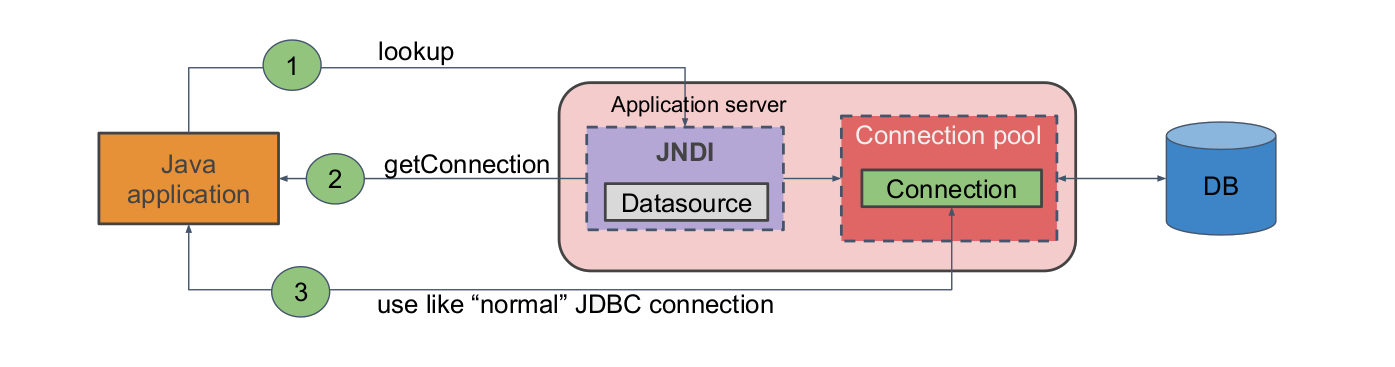 1
lookup
Application server
Java
application
2
getConnection
JNDI
Datasource
Connection pool
Connection
DB
3
use like “normal” JDBC connection